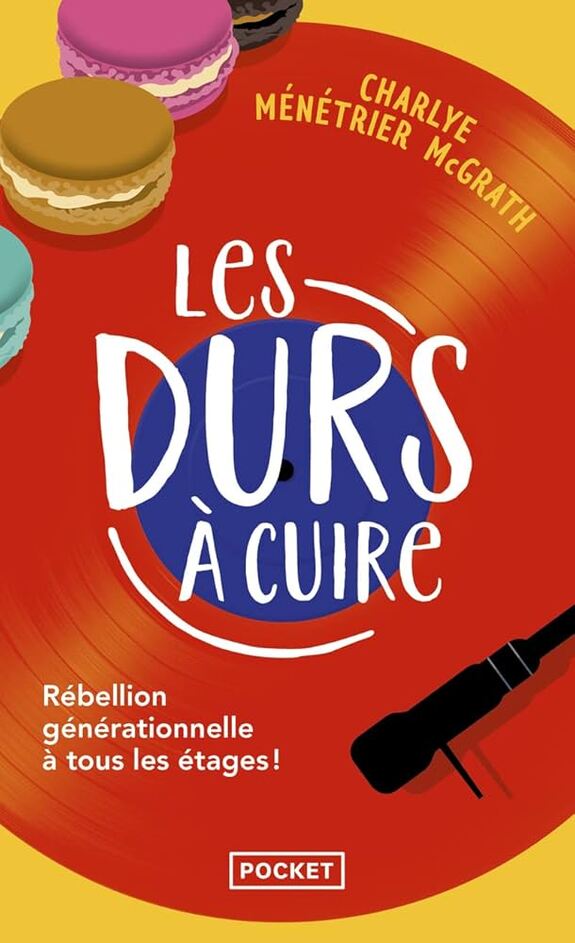 CHARLYE
MÉNÉTRIER McGRATH
LES
DURS
À CUIRE
Rébellion
générationnelle
à tous les étages !
POCKET